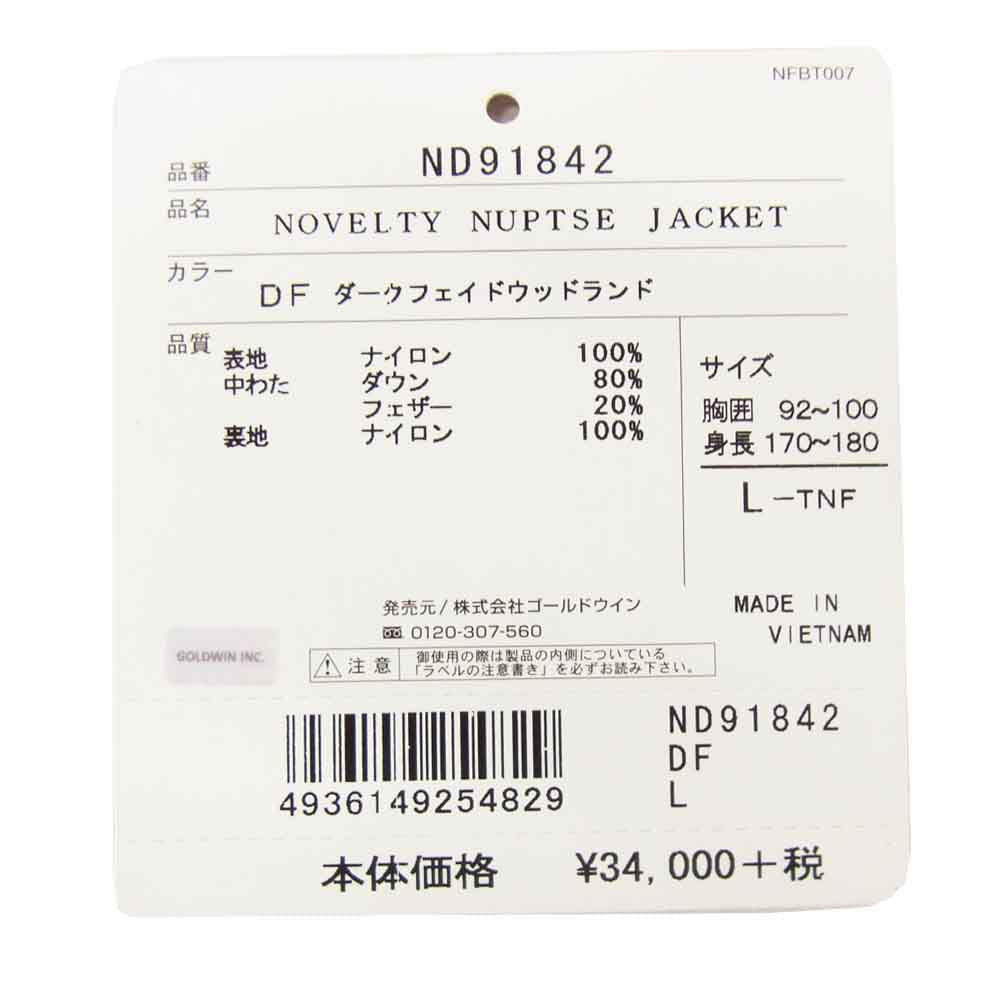 NFBT007
品番 ND91842
品名 NOVELTY NUPTSE JACKET
カラー DF ダークフェイドウッドランド
品質
表地 ナイロン 100%
中わた ダウン 80%
フェザー 20%
裏地 ナイロン 100%
サイズ
胸囲 92~100
身長 170~180
L-TNF
発売元/株式会社ゴールドウイン
0120-307-560
MADE IN
VIETNAM
GOLDWIN INC.
注意
御使用の際は製品の内側についている
「ラベルの注意書き」を必ずお読み下さい。
ND91842
DF
L
4936149254829
本体価格 ¥34,000+税